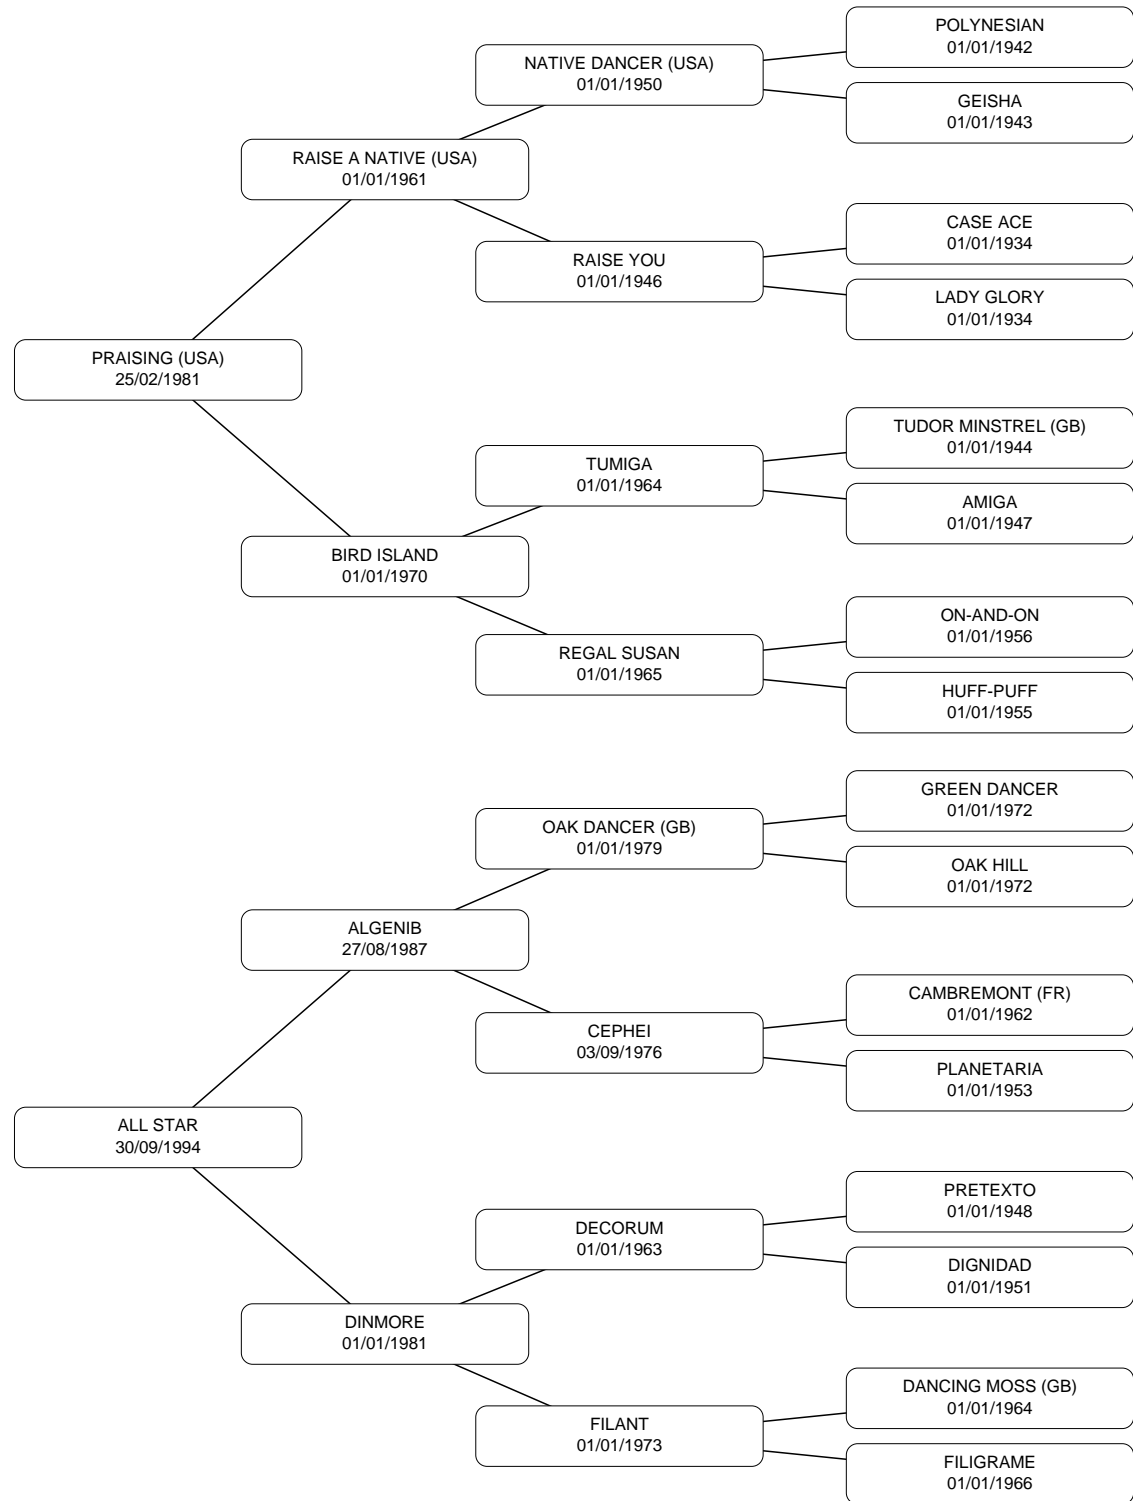 POLYNESIAN
01/01/1942
NATIVE DANCER (USA)
01/01/1950
GEISHA
01/01/1943
RAISE A NATIVE (USA)
01/01/1961
CASE ACE
01/01/1934
RAISE YOU
01/01/1946
LADY GLORY
01/01/1934
PRAISING (USA)
25/02/1981
TUDOR MINSTREL (GB)
01/01/1944
TUMIGA
01/01/1964
AMIGA
01/01/1947
BIRD ISLAND
01/01/1970
ON-AND-ON
01/01/1956
REGAL SUSAN
01/01/1965
HUFF-PUFF
01/01/1955
GREEN DANCER
01/01/1972
OAK DANCER (GB)
01/01/1979
OAK HILL
01/01/1972
ALGENIB
27/08/1987
CAMBREMONT (FR)
01/01/1962
CEPHEI
03/09/1976
PLANETARIA
01/01/1953
ALL STAR
30/09/1994
PRETEXTO
01/01/1948
DECORUM
01/01/1963
DIGNIDAD
01/01/1951
DINMORE
01/01/1981
DANCING MOSS (GB)
01/01/1964
FILANT
01/01/1973
FILIGRAME
01/01/1966